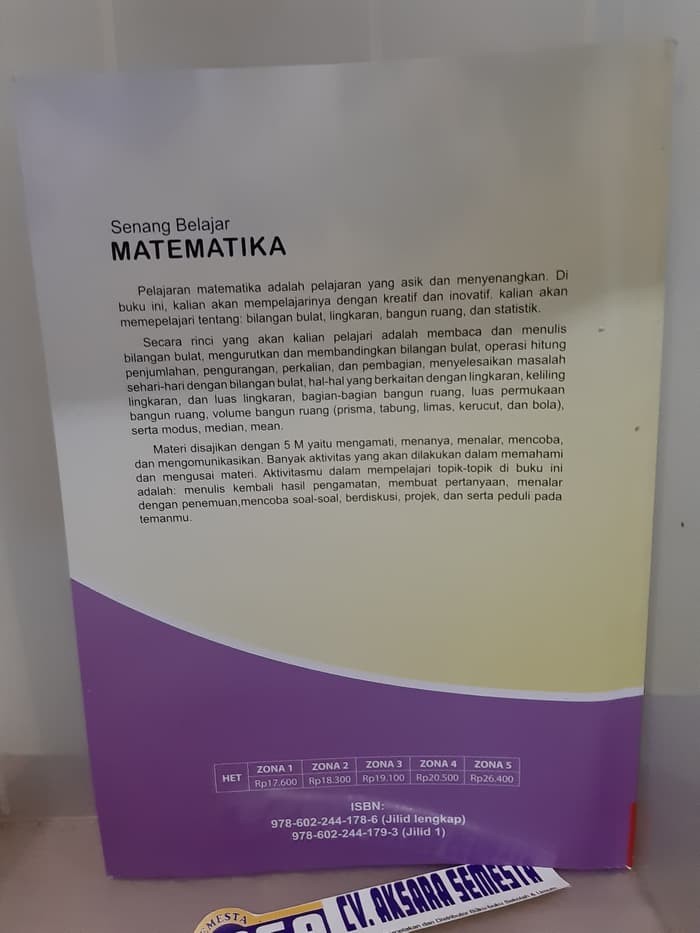 Senang Belajar
MATEMATIKA
Pelajaran matematika adalah pelajaran yang asik dan menyenangkan. Di
buku ini, kalian akan mempelajarinya dengan kreatif dan inovatif. kalian akan
memepelajari tentang: bilangan bulat, lingkaran, bangun ruang, dan statistik.
Secara rinci yang akan kalian pelajari adalah membaca dan menulis
bilangan bulat, mengurutkan dan membandingkan bilangan bulat, operasi hitung
penjumlahan, pengurangan, perkalian, dan pembagian, menyelesaikan masalah
sehari-hari dengan bilangan bulat, hal-hal yang berkaitan dengan lingkaran, keliling
lingkaran, dan luas lingkaran, bagian-bagian bangun ruang, luas permukaan
bangun ruang, volume bangun ruang (prisma, tabung, limas, kerucut, dan bola),
serta modus, median, mean.
Materi disajikan dengan 5 M yaitu mengamati, menanya, menalar, mencoba,
dan mengomunikasikan. Banyak aktivitas yang akan dilakukan dalam memahami
dan mengusai materi. Aktivitasmu dalam mempelajari topik-topik di buku ini
adalah: menulis kembali hasil pengamatan, membuat pertanyaan, menalar
dengan penemuan,mencoba soal-soal, berdiskusi, projek, dan serta peduli pada
temanmu.
HET ZONA 1 ZONA 2 ZONA 3 ZONA 4 ZONA 5
Rp17.600 Rp18.300 Rp19.100 Rp20.500 Rp26.400
ISBN:
978-602-244-178-6 (Jilid lengkap)
978-602-244-179-3 (Jilid 1)
CV. AKSARA SEMESTA
dan Distributor Buku-buku Sekolah & Umum